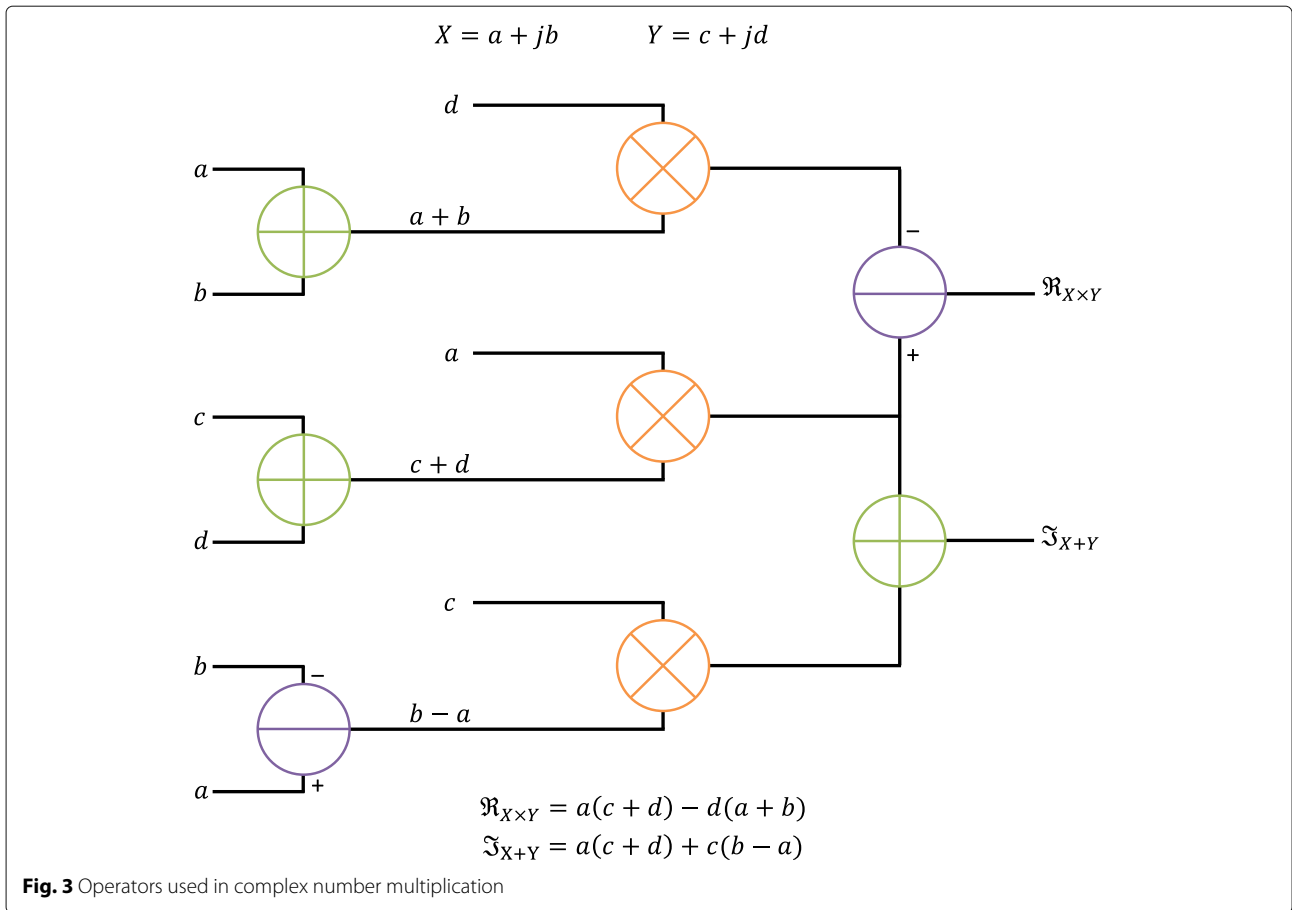 X = a + jb Y = c + jd
d
a
a + b
b
−
ℜ_{X×Y}
+
a
c
c + d
d
ℑ_{X+Y}
c
b
−
b − a
a
+
ℜ_{X×Y} = a(c + d) − d(a + b)
ℑ_{X+Y} = a(c + d) + c(b − a)
Fig. 3 Operators used in complex number multiplication